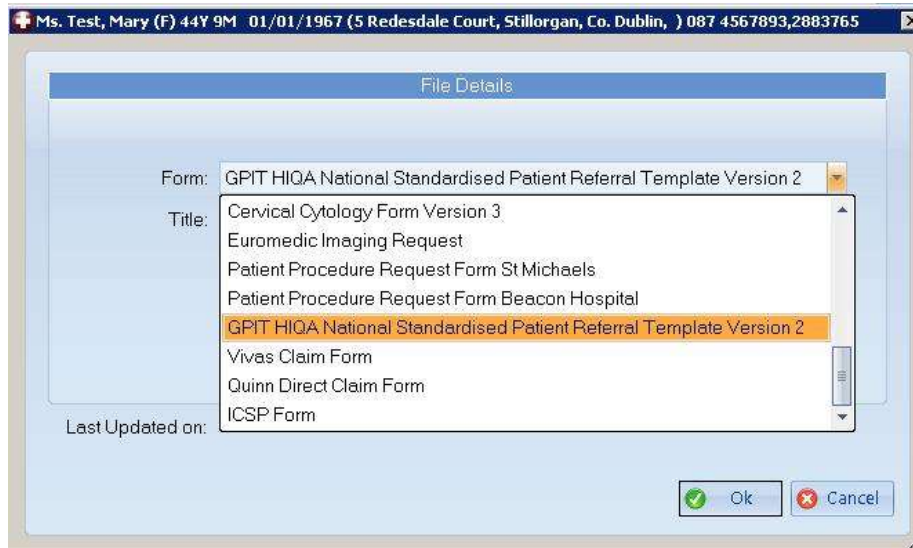 Ms. Test, Mary (F) 44Y 9M 01/01/1967 (5 Redesdale Court, Stillorgan, Co. Dublin, ) 087 4567893,2883765
File Details
Form: GPIT HIQA National Standardised Patient Referral Template Version 2
Title:
Cervical Cytology Form Version 3
Euromedic Imaging Request
Patient Procedure Request Form St Michaels
Patient Procedure Request Form Beacon Hospital
GPIT HIQA National Standardised Patient Referral Template Version 2
Vivas Claim Form
Quinn Direct Claim Form
ICSP Form
Last Updated on:
Ok Cancel